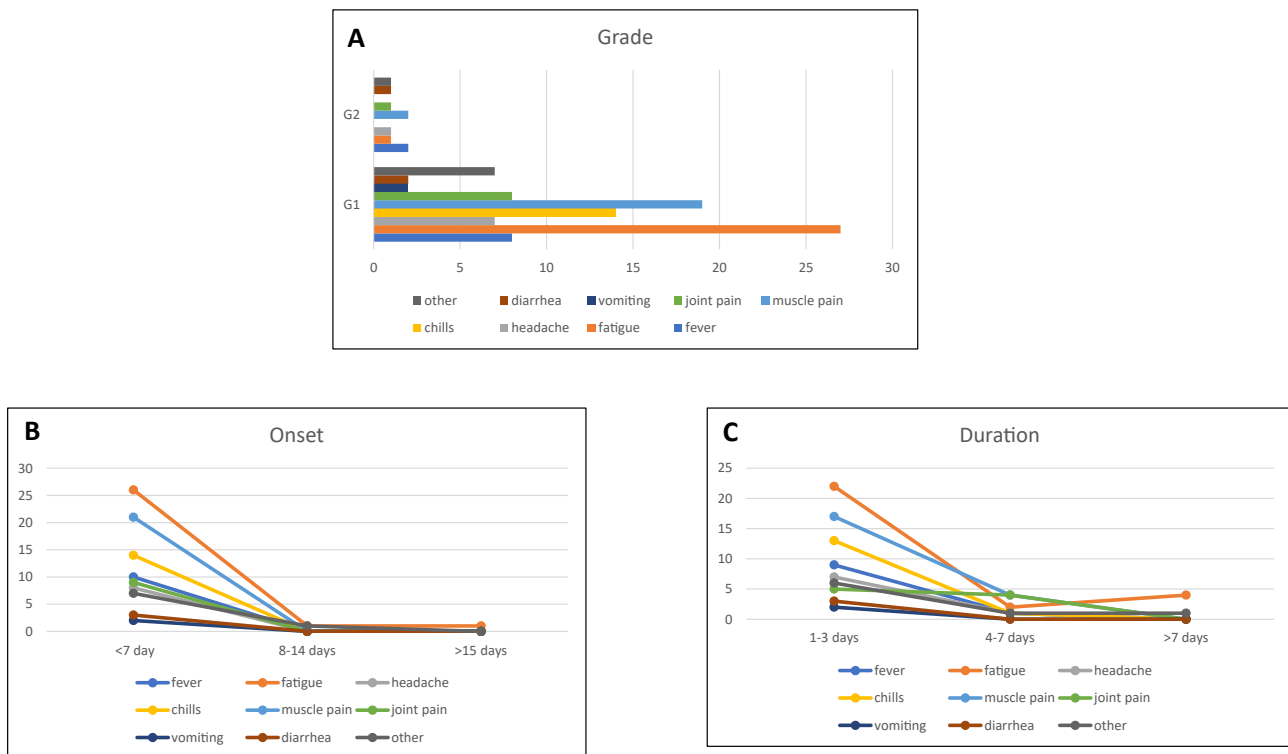 A
Grade
G2
G1
0 5 10 15 20 25 30
other diarrhea vomiting joint pain muscle pain
chills headache fatigue fever
B
Onset
30
25
20
15
10
5
0
<7 day 8-14 days >15 days
fever fatigue headache
chills muscle pain joint pain
vomiting diarrhea other
C
Duration
25
20
15
10
5
0
1-3 days 4-7 days >7 days
fever fatigue headache
chills muscle pain joint pain
vomiting diarrhea other